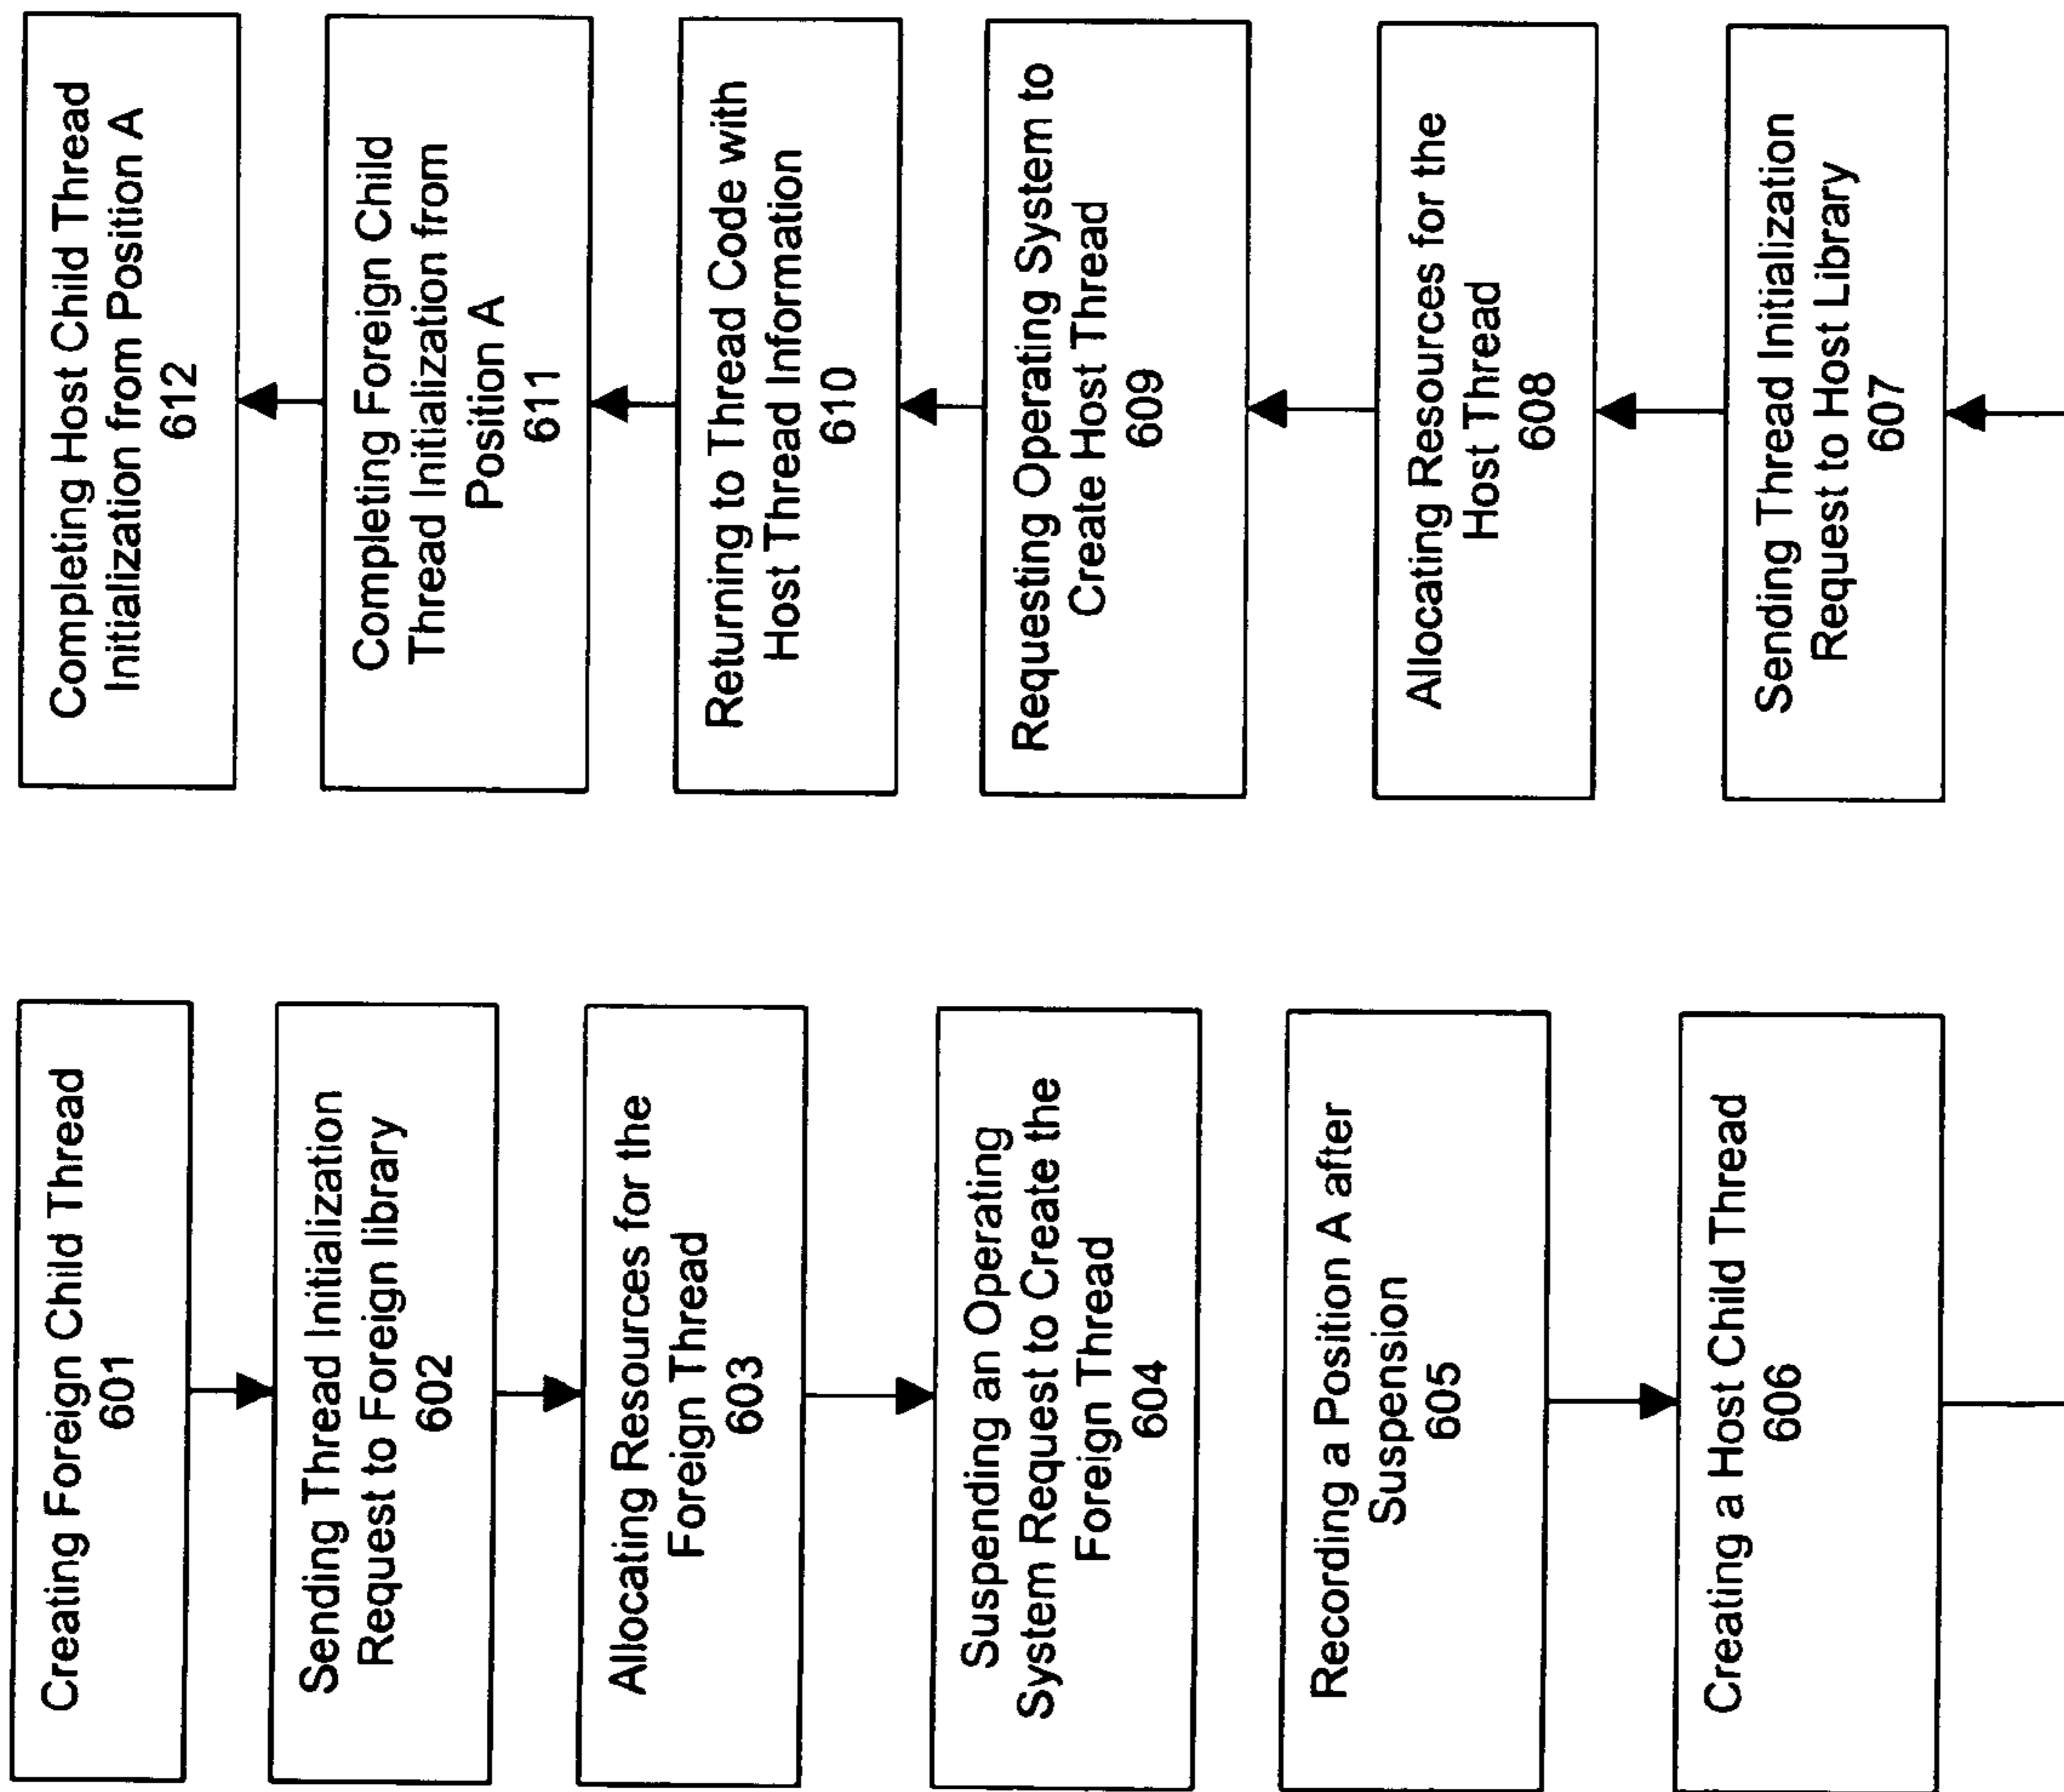 Creating Foreign Child Thread
601
Sending Thread Initialization
Request to Foreign library
602
Allocating Resources for the
Foreign Thread
603
Suspending an Operating
System Request to Create the
Foreign Thread
604
Recording a Position A after
Suspension
605
Creating a Host Child Thread
606
Sending Thread Initialization
Request to Host Library
607
Allocating Resources for the
Host Thread
608
Requesting Operating System to
Create Host Thread
609
Returning to Thread Code with
Host Thread Information
610
Completing Foreign Child
Thread Initialization from
Position A
611
Completing Host Child Thread
Initialization from Position A
612